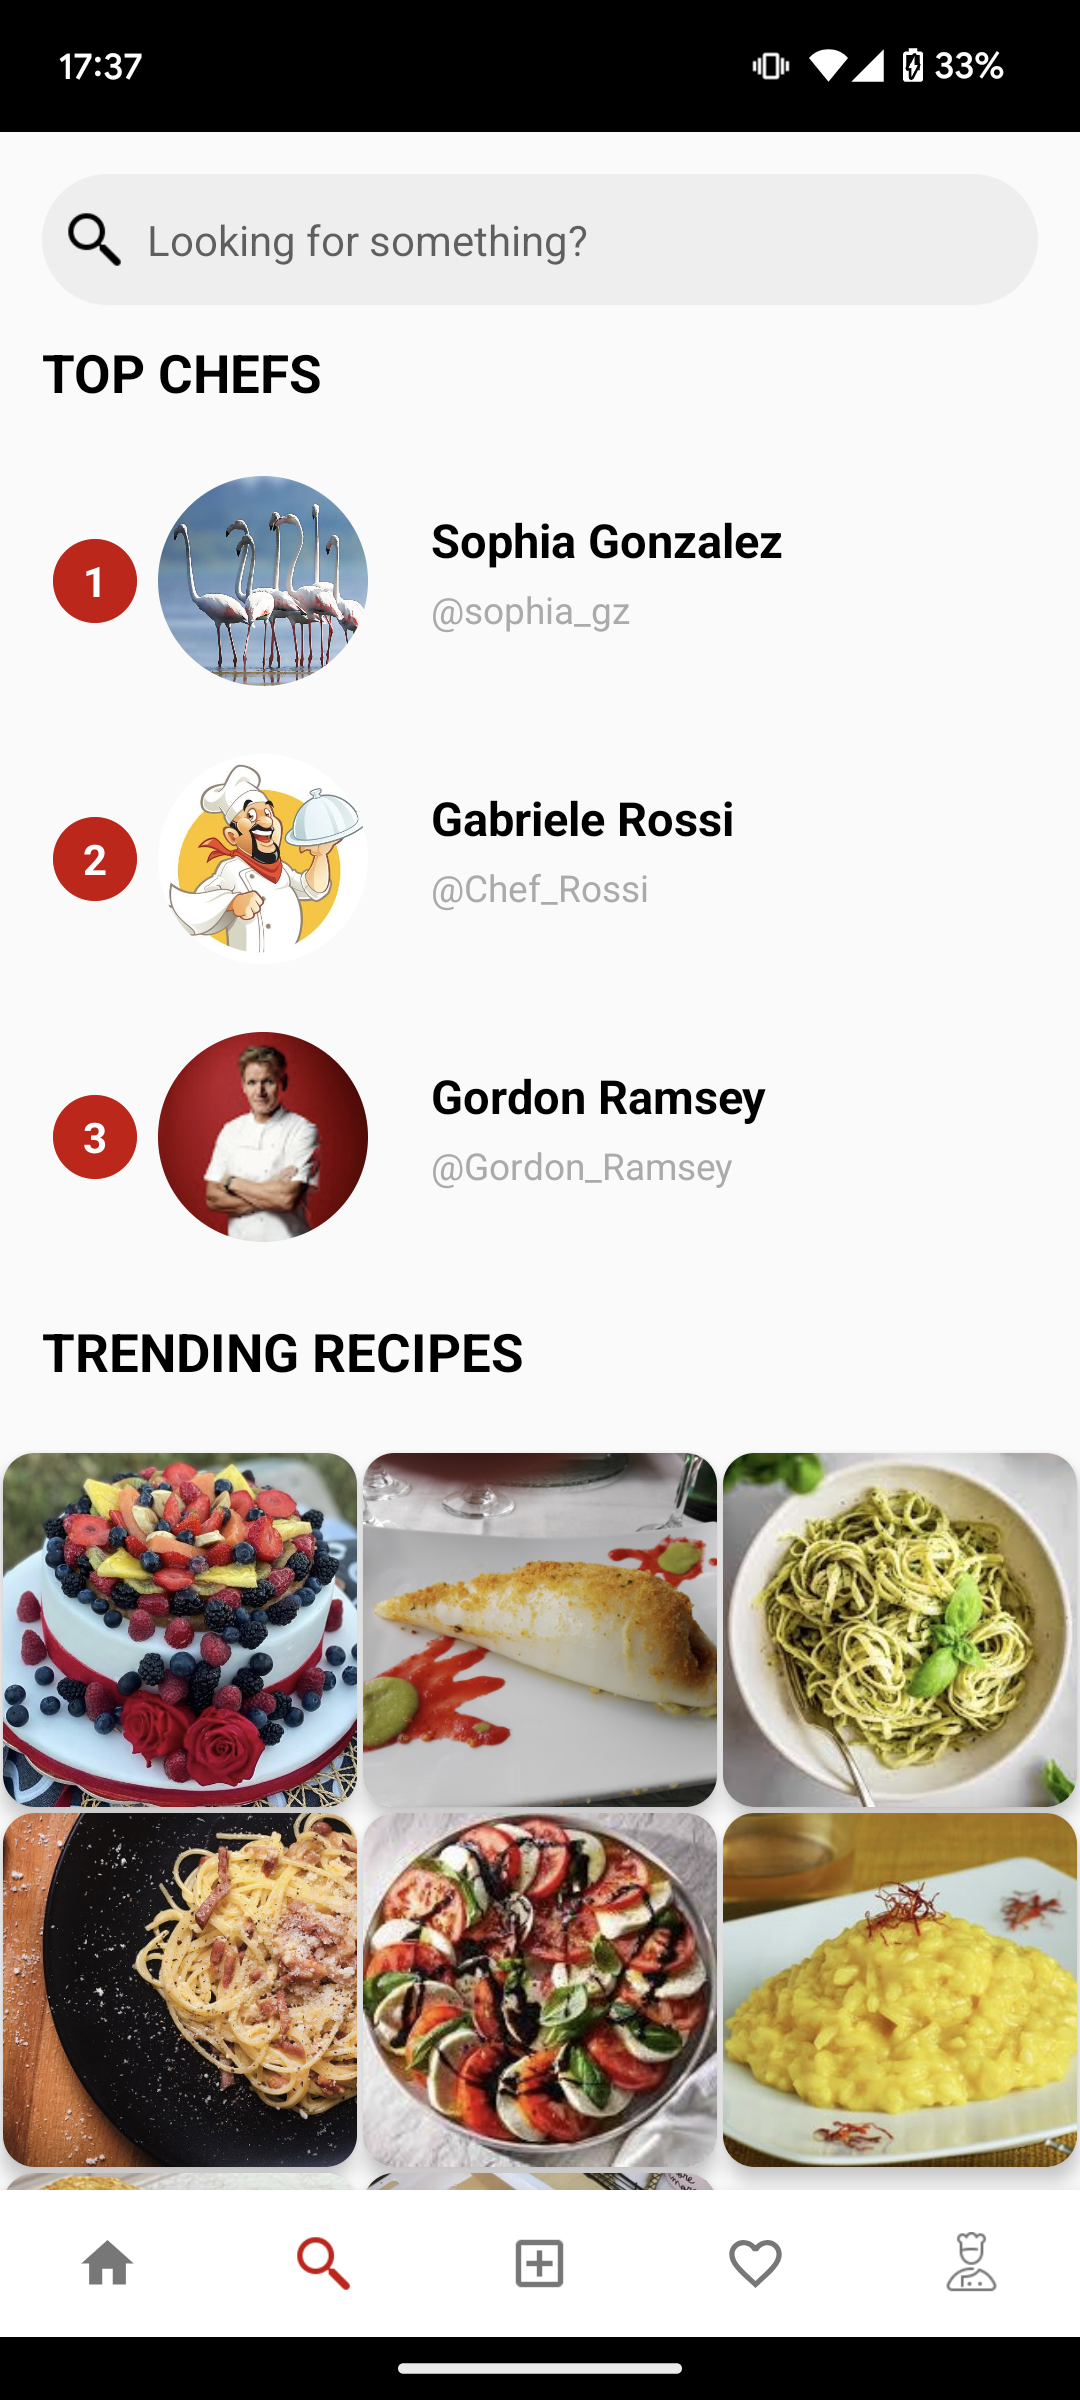 17:37
33%
Looking for something?
TOP CHEFS
1
Sophia Gonzalez
@sophia_gz
2
Gabriele Rossi
@Chef_Rossi
3
Gordon Ramsey
@Gordon_Ramsey
TRENDING RECIPES